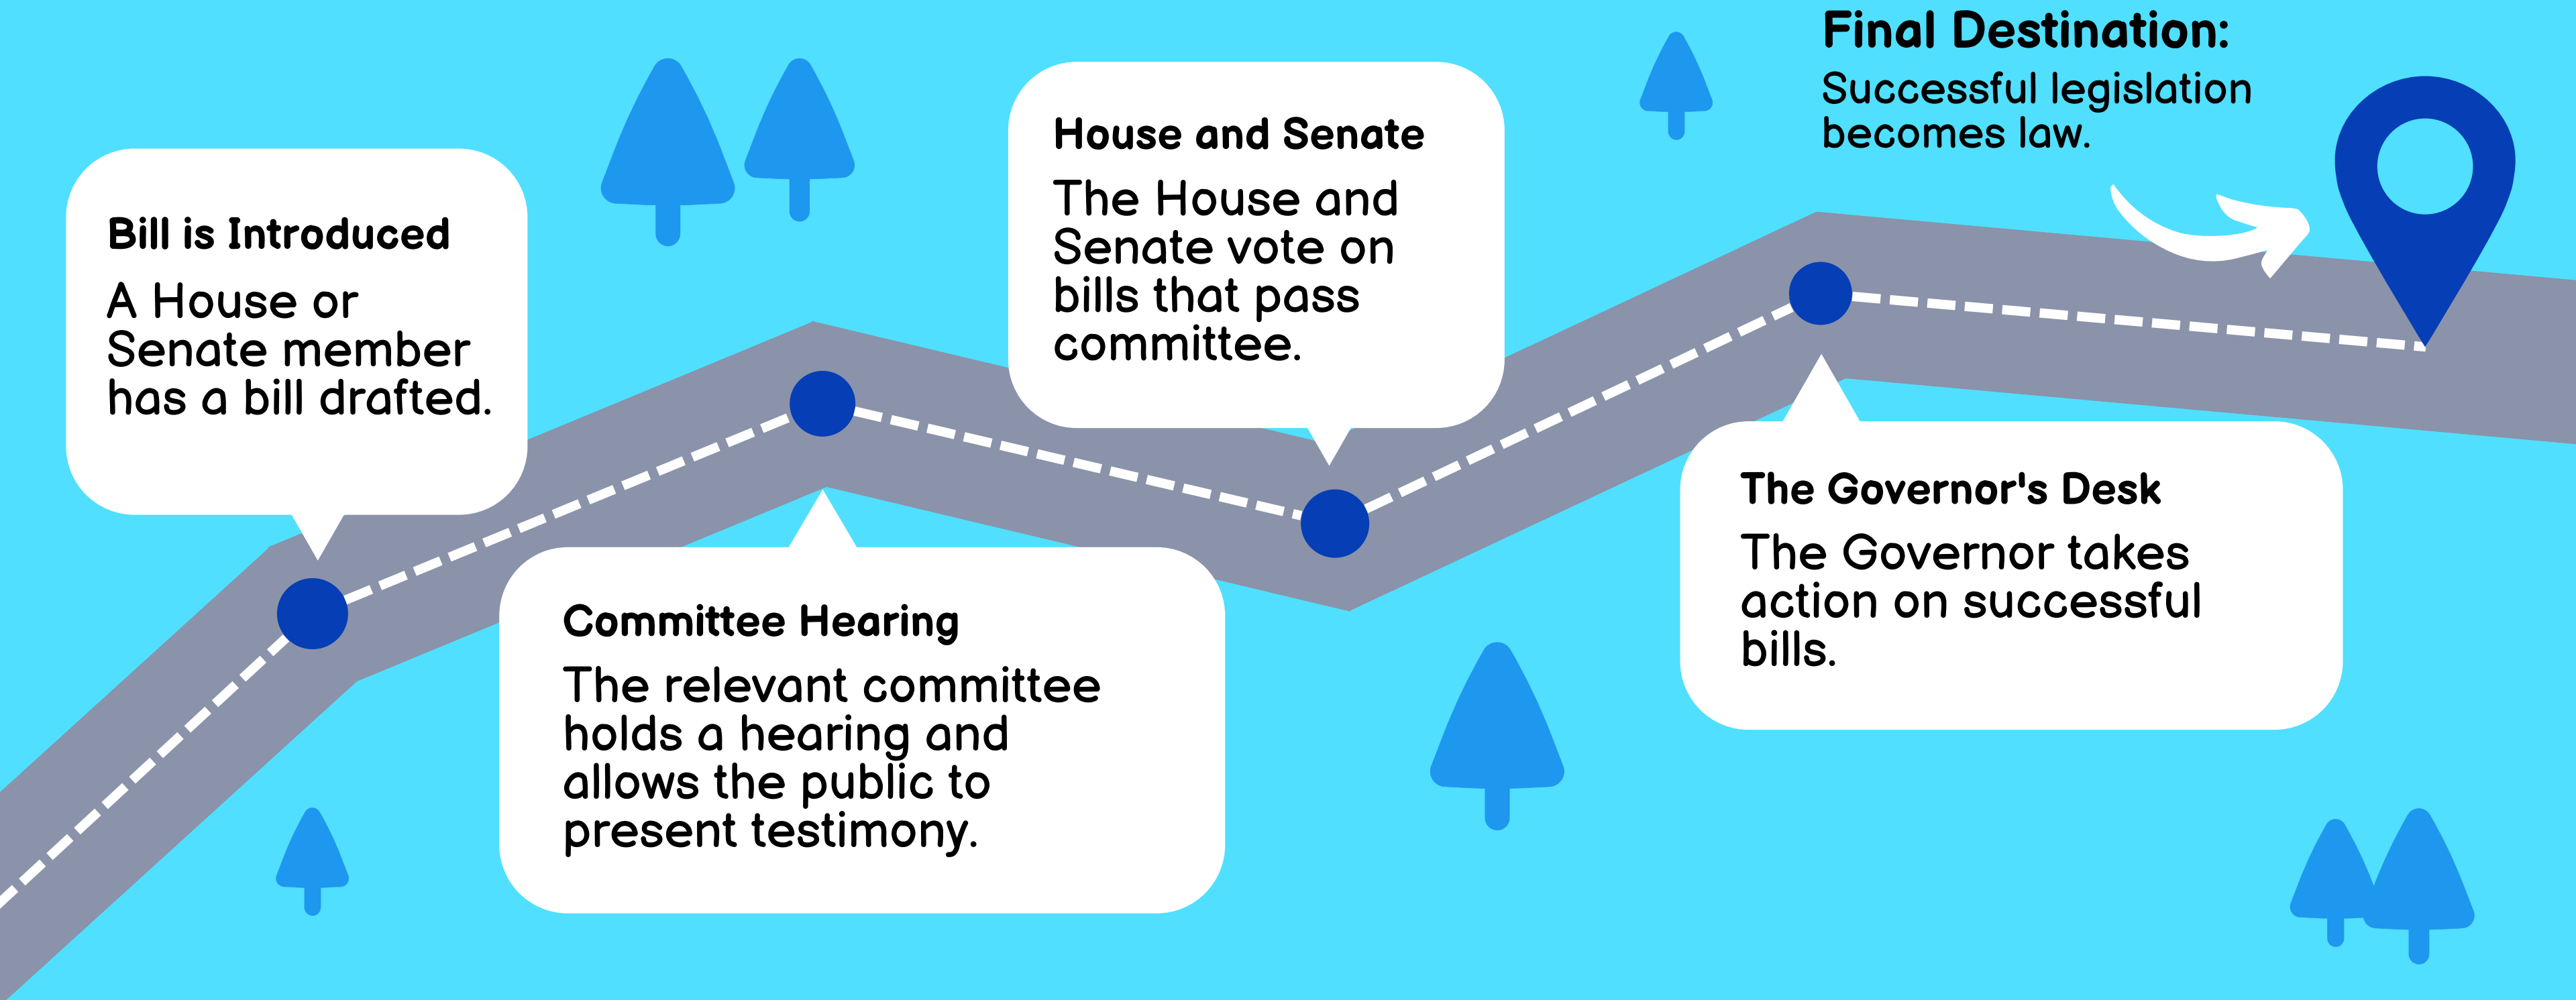 Bill is Introduced
A House or
Senate member
has a bill drafted.
Committee Hearing
The relevant committee
holds a hearing and
allows the public to
present testimony.
House and Senate
The House and
Senate vote on
bills that pass
committee.
The Governor's Desk
The Governor takes
action on successful
bills.
Final Destination:
Successful legislation
becomes law.